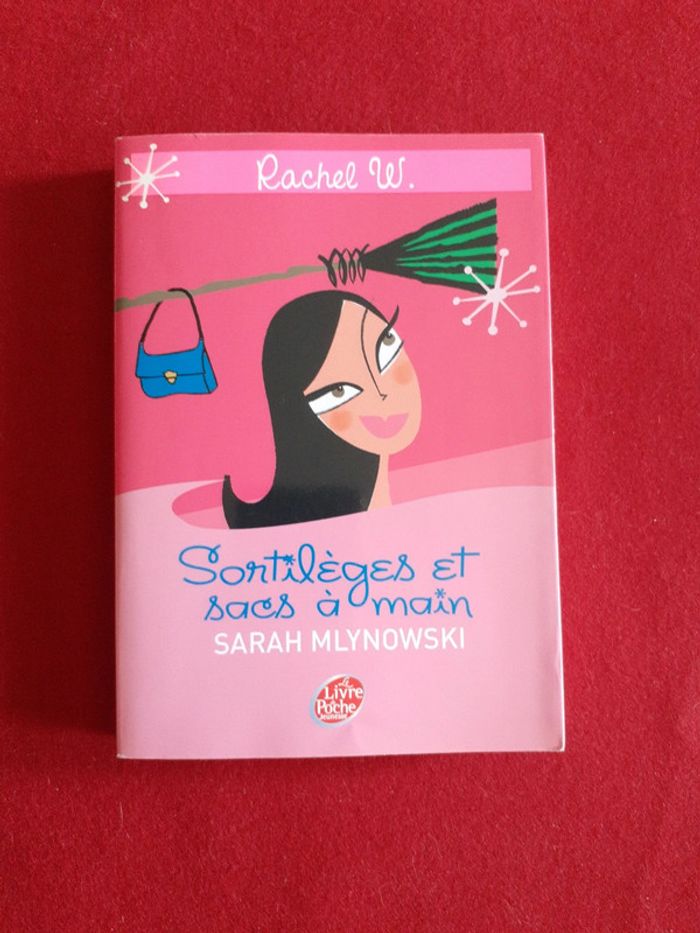 Rachel W.
Sortilèges et
sacs à main
SARAH MLYNOWSKI
Le
Livre
de
Poche
Jeunesse